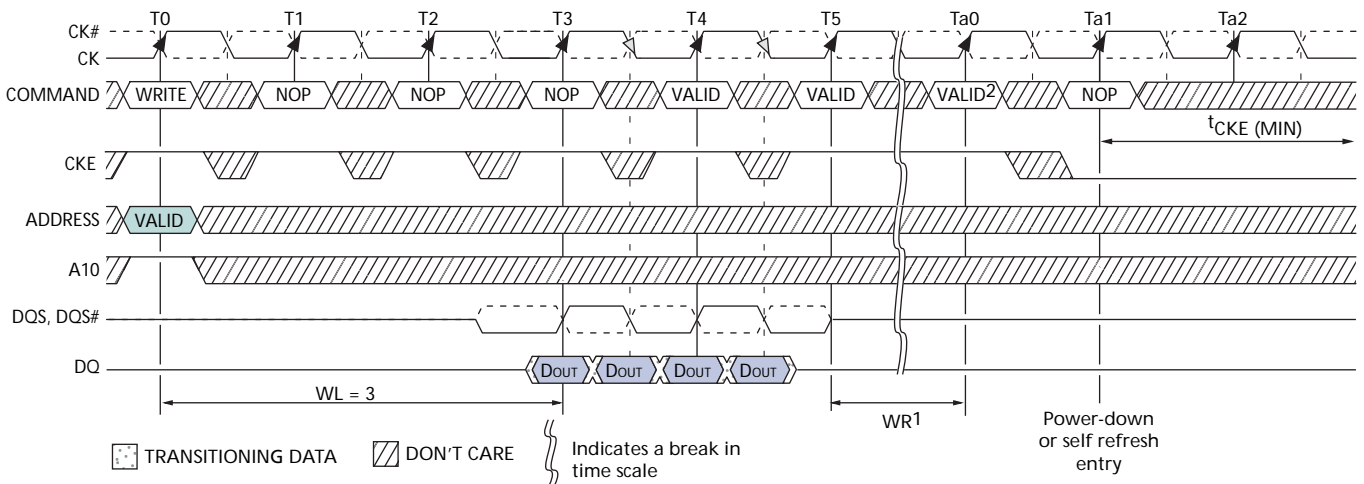 T0 T1 T2 T3 T4 T5 Ta0 Ta1 Ta2
CK#
CK
COMMAND WRITE NOP NOP NOP VALID VALID VALID2 NOP
tCKE (MIN)
CKE
ADDRESS VALID
A10
DQS, DQS#
DQ DOUT DOUT DOUT DOUT
WL = 3
WR1
Power-down
or self refresh
entry
TRANSITIONING DATA DON'T CARE
Indicates a break in
time scale